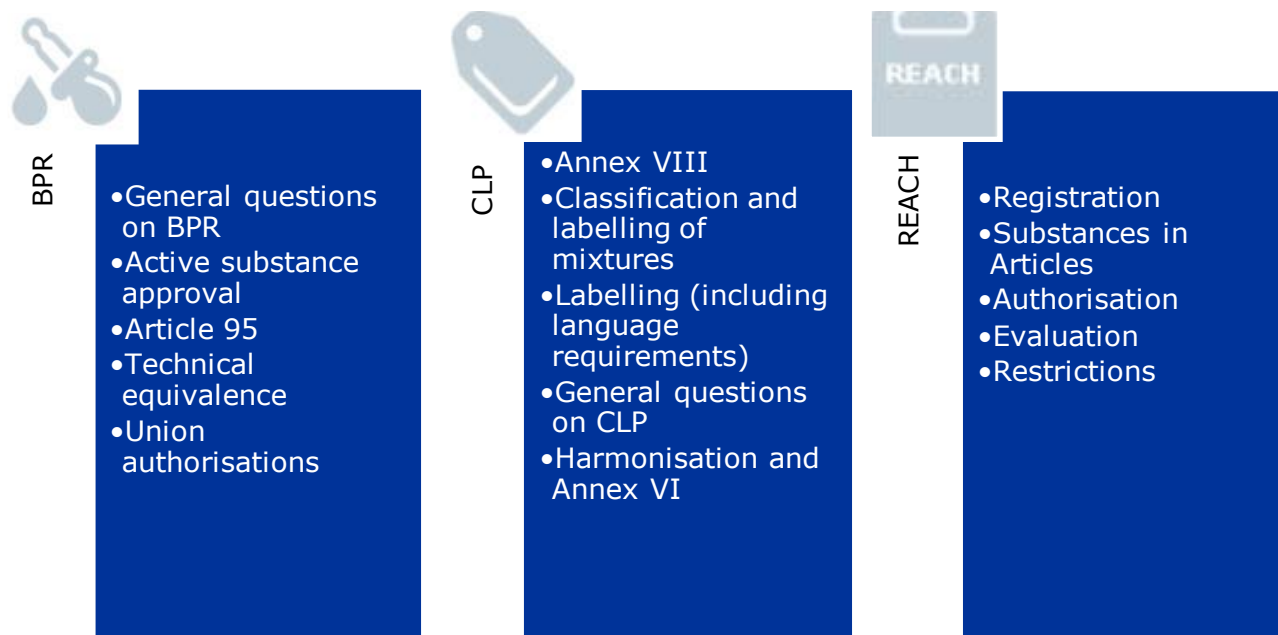 BPR
•General questions
on BPR
•Active substance
approval
•Article 95
•Technical
equivalence
•Union
authorisations
CLP
•Annex VIII
•Classification and
labelling of
mixtures
•Labelling (including
language
requirements)
•General questions
on CLP
•Harmonisation and
Annex VI
REACH
REACH
•Registration
•Substances in
Articles
•Authorisation
•Evaluation
•Restrictions